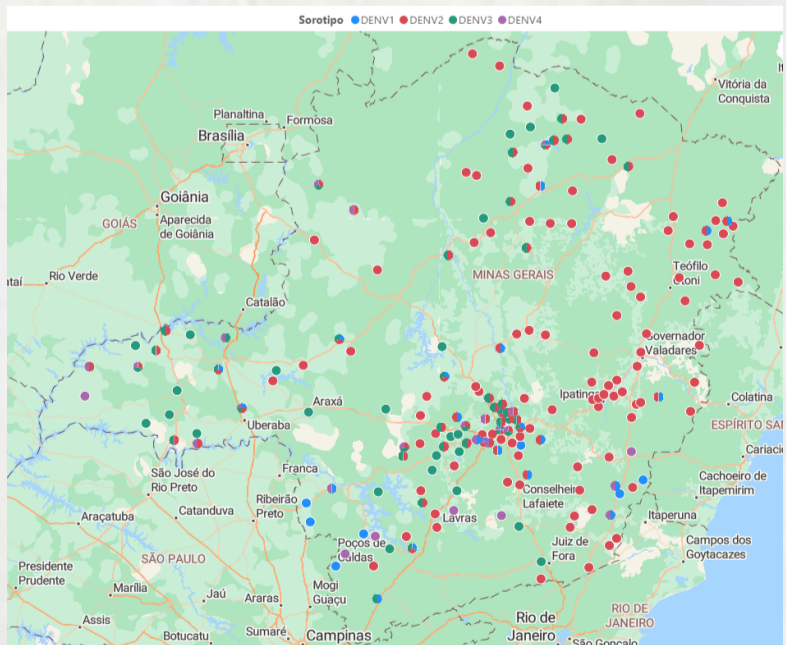 Sorotipo DENV1 DENV2 DENV3 DENV4
Vitória da
Conquista
Planaltina
Formosa
Brasília
Goiânia
GOIÁS
Aparecida
de Goiânia
Rio Verde
Catalão
MINAS GERAIS
Teófilo
Otoni
Governador
Valadares
Ipatinga
Colatina
Araxá
Uberaba
ESPÍRITO SAN
Cariacic
Franca
São José do
Rio Preto
Ribeirão
Preto
Conselheiro
Lafaiete
Cachoeiro de
Itapemirim
Catanduva
Araçatuba
Lavras
Itaperuna
SÃO PAULO
Poços de
Caldas
Juiz de
Fora
Campos dos
Goytacazes
Presidente
Prudente
Marília
Jaú
Araras
Mogi
Guaçu
Assis
Botucatu
Sumaré
Campinas
Rio de
Janeiro
RIO DE
JANEIRO
São Gonçalo